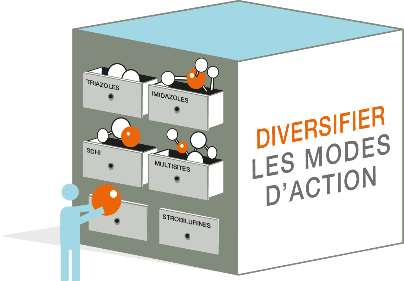 TRIAZOLES
IMIDAZOLES
SDHI
MULTISITES
STROBILURINES
DIVERSIFIER
LES MODES
D'ACTION